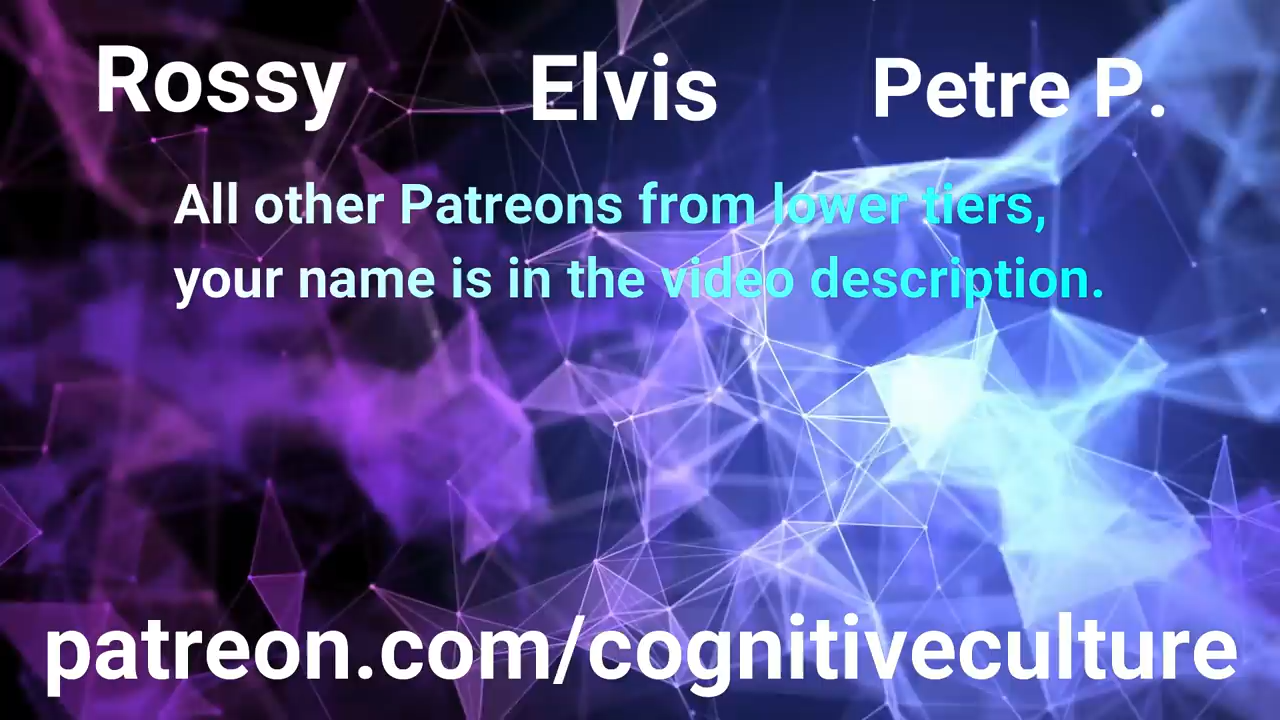 Rossy Elvis Petre P.
All other Patreons from lower tiers,
your name is in the video description.
patreon.com/cognitiveculture